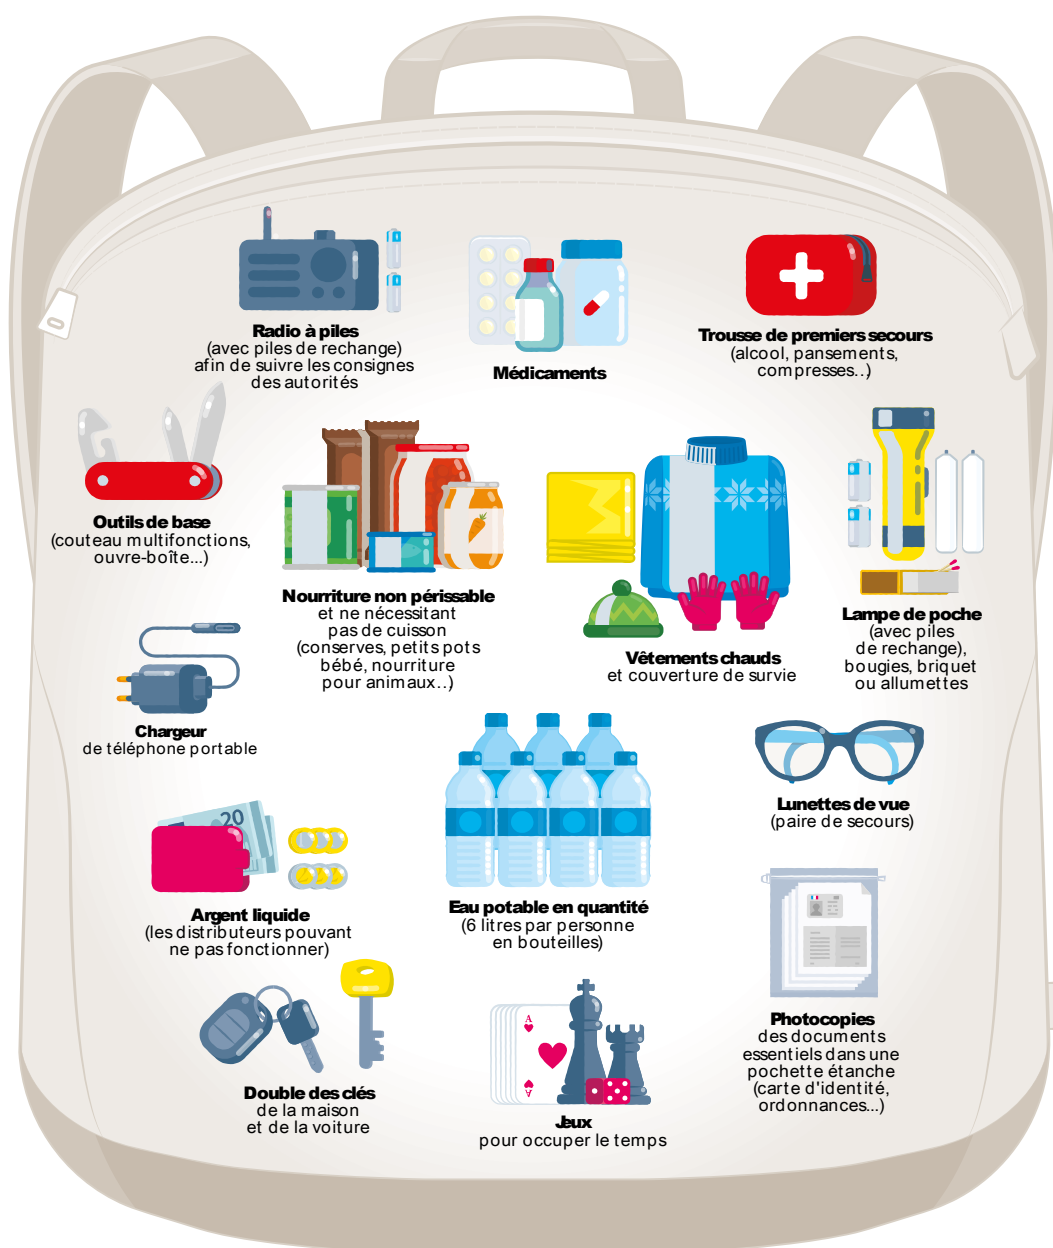 Radio à piles
(avec piles de rechange)
afin de suivre les consignes
des autorités
Médicaments
Trousse de premiers secours
(alcool, pansements,
compresses...)
Outils de base
(couteau multifonctions,
ouvre-boîte...)
Nourriture non périssable
et ne nécessitant
pas de cuisson
(conserves, petits pots
bébé, nourriture
pour animaux...)
Vêtements chauds
et couverture de survie
Lampe de poche
(avec piles
de rechange),
bougies, briquet
ou allumettes
Chargeur
de téléphone portable
Lunettes de vue
(paire de secours)
20
Argent liquide
(les distributeurs pouvant
ne pas fonctionner)
Eau potable en quantité
(6 litres par personne
en bouteilles)
Photocopies
des documents
essentiels dans une
pochette étanche
(carte d'identité,
ordonnances...)
Double des clés
de la maison
et de la voiture
A
A
Jeux
pour occuper le temps